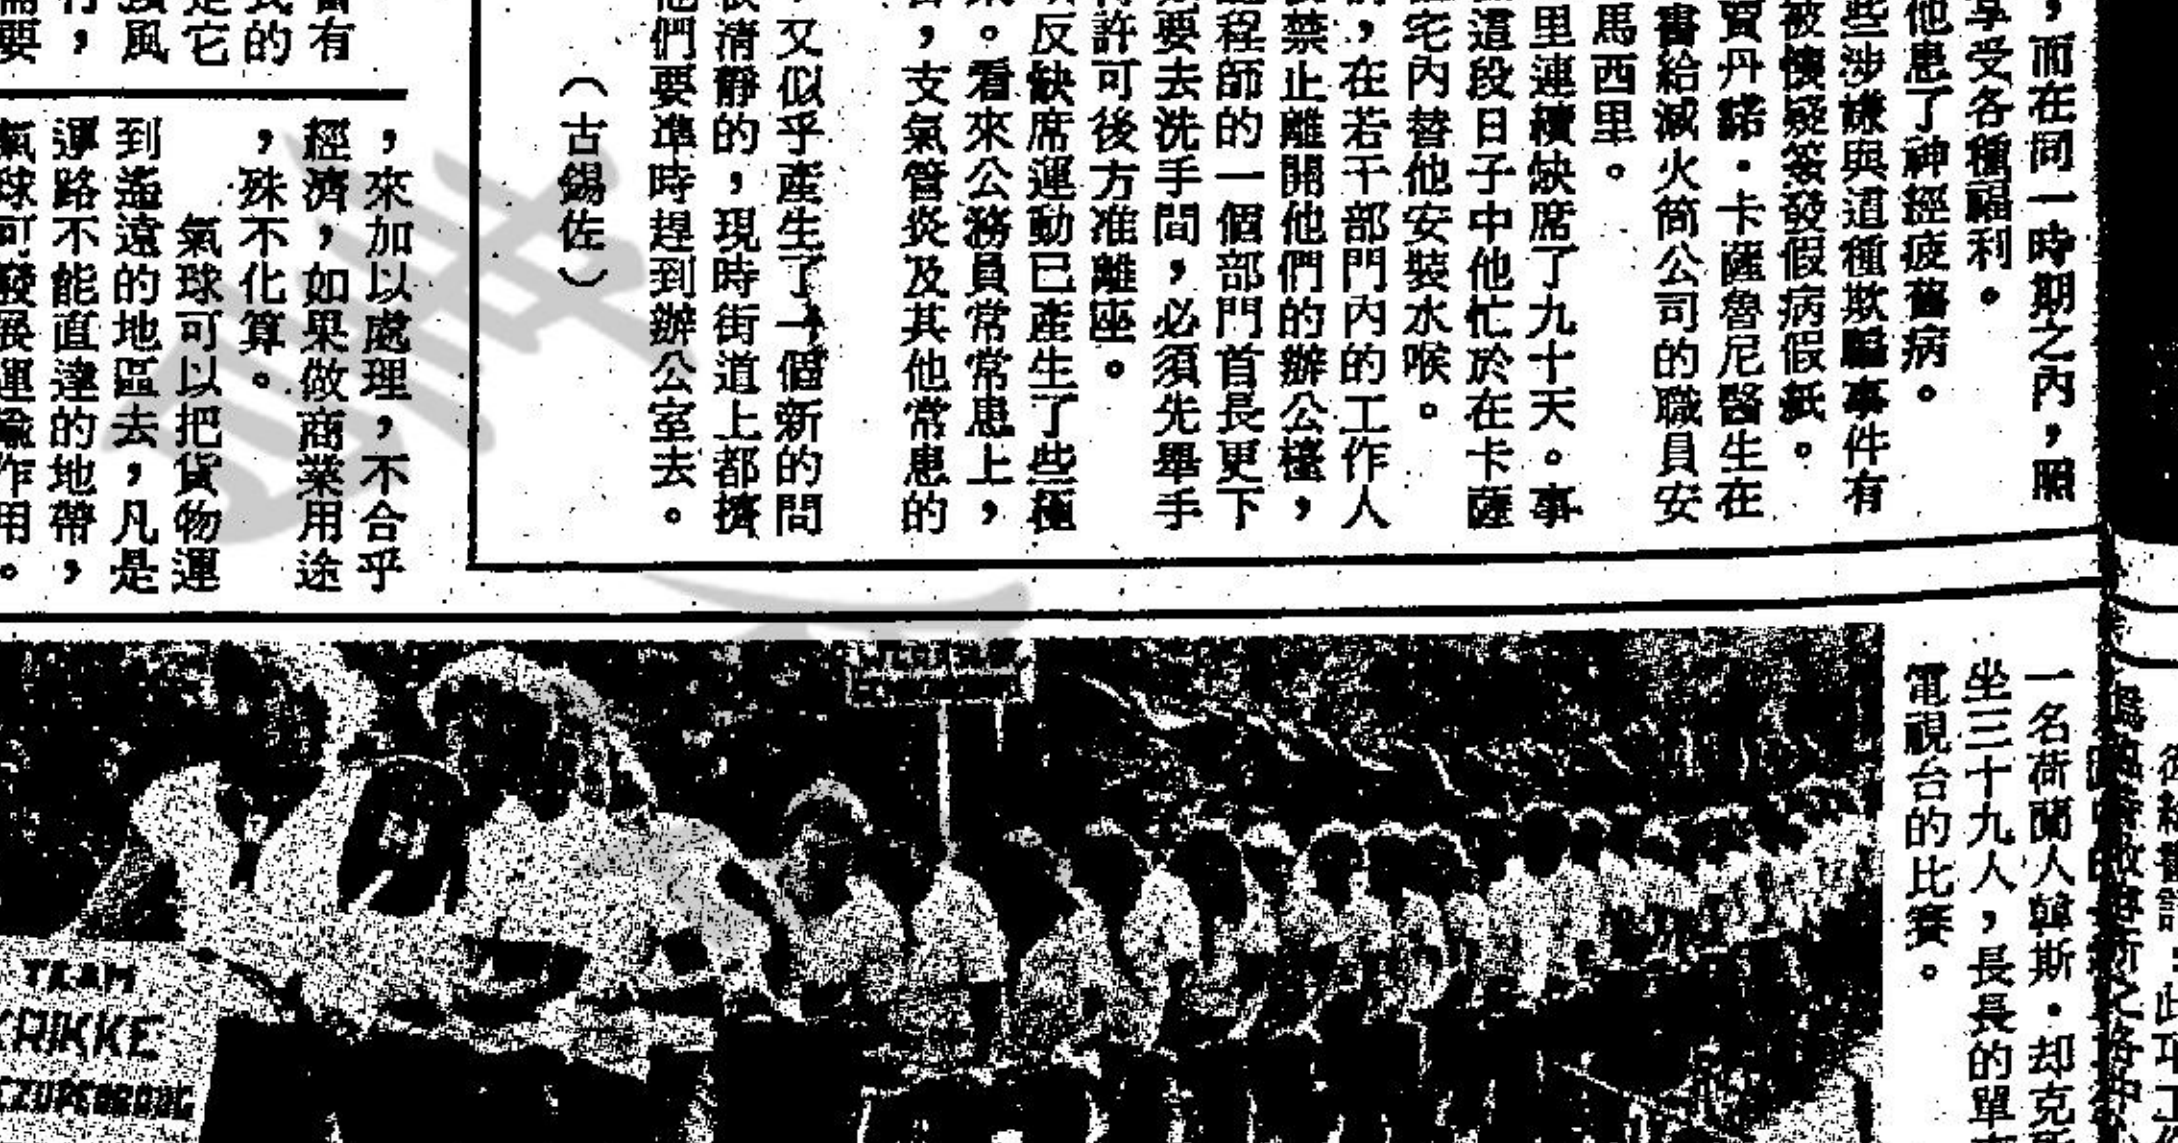 ，而在同一時期之內，照
享受各種福利。
他患了神經疲舊病。
些涉嫌與這種欺騙事件有
被懷疑簽發假病假紙。
賈丹諾·卡薩魯尼醫生在
書給滅火筒公司的職員安
馬西里。
里連續缺席了九十天。事
這段日子中他忙於在卡薩
宅內替他安裝水喉。
，在若干部門內的工作人
禁止離開他們的辦公檯，
程師的一個部門首長更下
要去洗手間，必須先舉手
許可後方准離座。
反缺席運動已產生了些極
。看來公務員常常患上，
，支氣管炎及其他常患的
又似乎產生了一個新的問
清靜的，現時街道上都擠
他們要準時趕到辦公室去。
（古錫佐）
有
的
是它
風
，
需要
，來加以處理，不合乎
經濟，如果做商業用途
，殊不化算。
氣球可以把貨物運
到遙遠的地區去，凡是
運路不能直達的地帶，
氣球可發展運輸作用。
一名荷蘭人韓斯·却克
坐三十九人，長長的單
電視台的比賽。
TEAM
KRIKKE